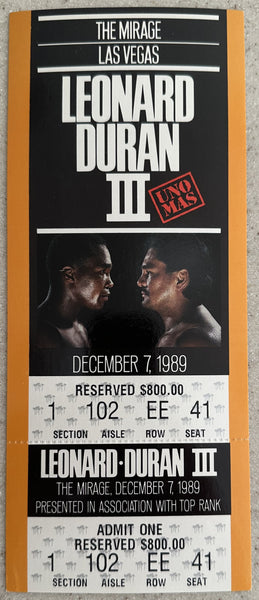 THE MIRAGE
LAS VEGAS
LEONARD
DURAN
III
UNO
MAS
DECEMBER 7, 1989
RESERVED $800.00
1 102 EE 41
SECTION AISLE ROW SEAT
LEONARD·DURAN III
THE MIRAGE, DECEMBER 7, 1989
PRESENTED IN ASSOCIATION WITH TOP RANK
ADMIT ONE
RESERVED $800.00
1 102 EE 41
SECTION AISLE ROW SEAT